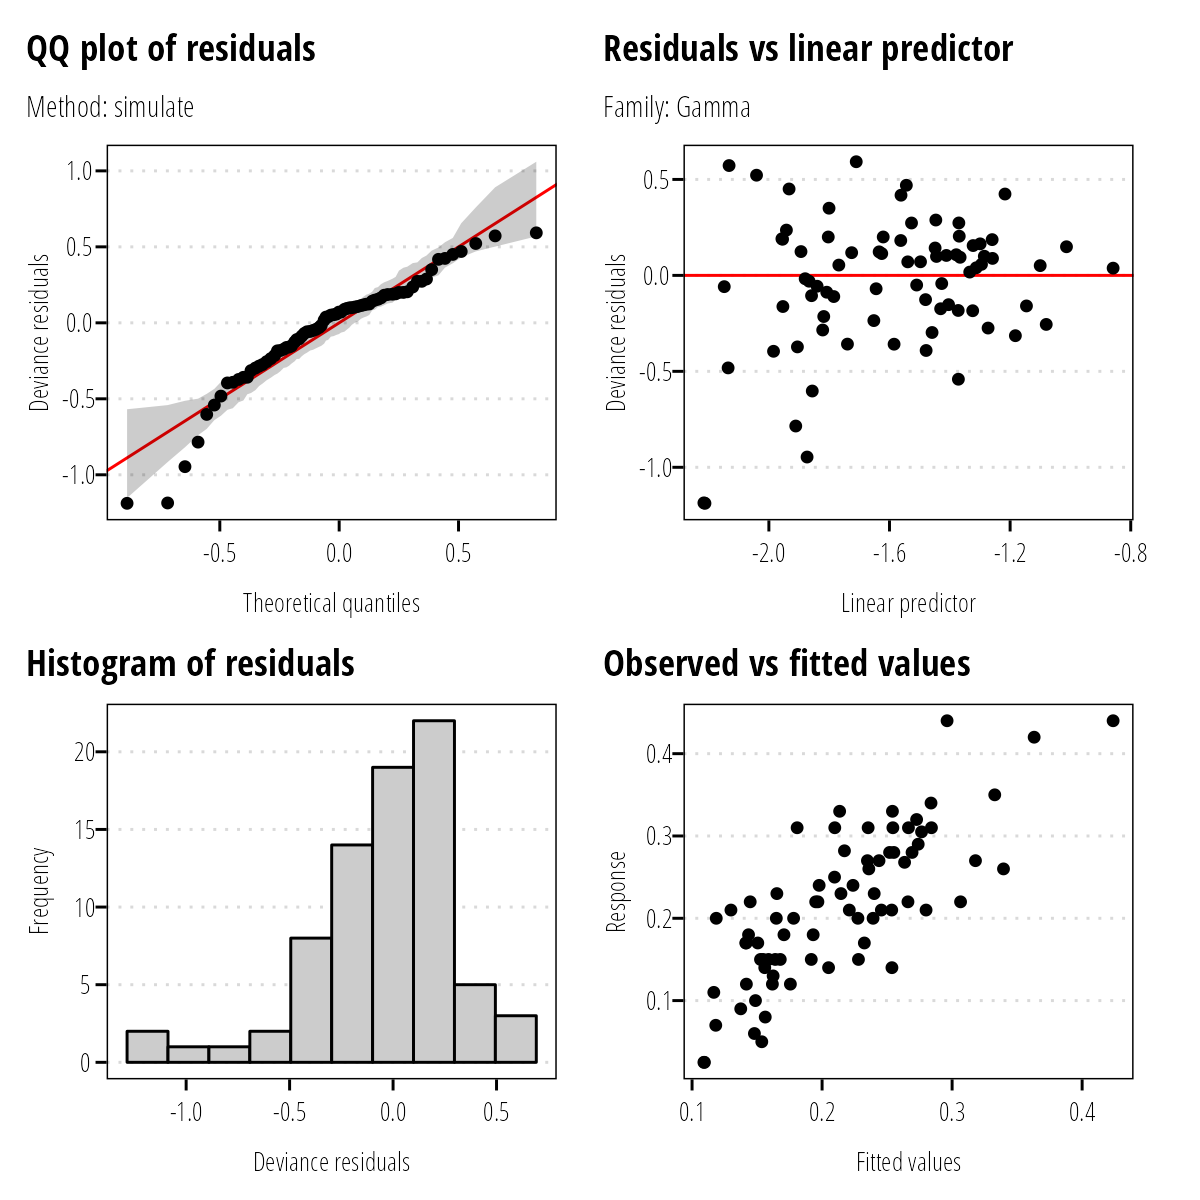 QQ plot of residuals
Method: simulate
1.0
0.5
0.0
-0.5
-1.0
Deviance residuals
-0.5 0.0 0.5
Theoretical quantiles
Residuals vs linear predictor
Family: Gamma
0.5
0.0
-0.5
-1.0
Deviance residuals
-2.0 -1.6 -1.2 -0.8
Linear predictor
Histogram of residuals
20
15
10
5
0
Frequency
-1.0 -0.5 0.0 0.5
Deviance residuals
Observed vs fitted values
0.4
0.3
0.2
0.1
Response
0.1 0.2 0.3 0.4
Fitted values